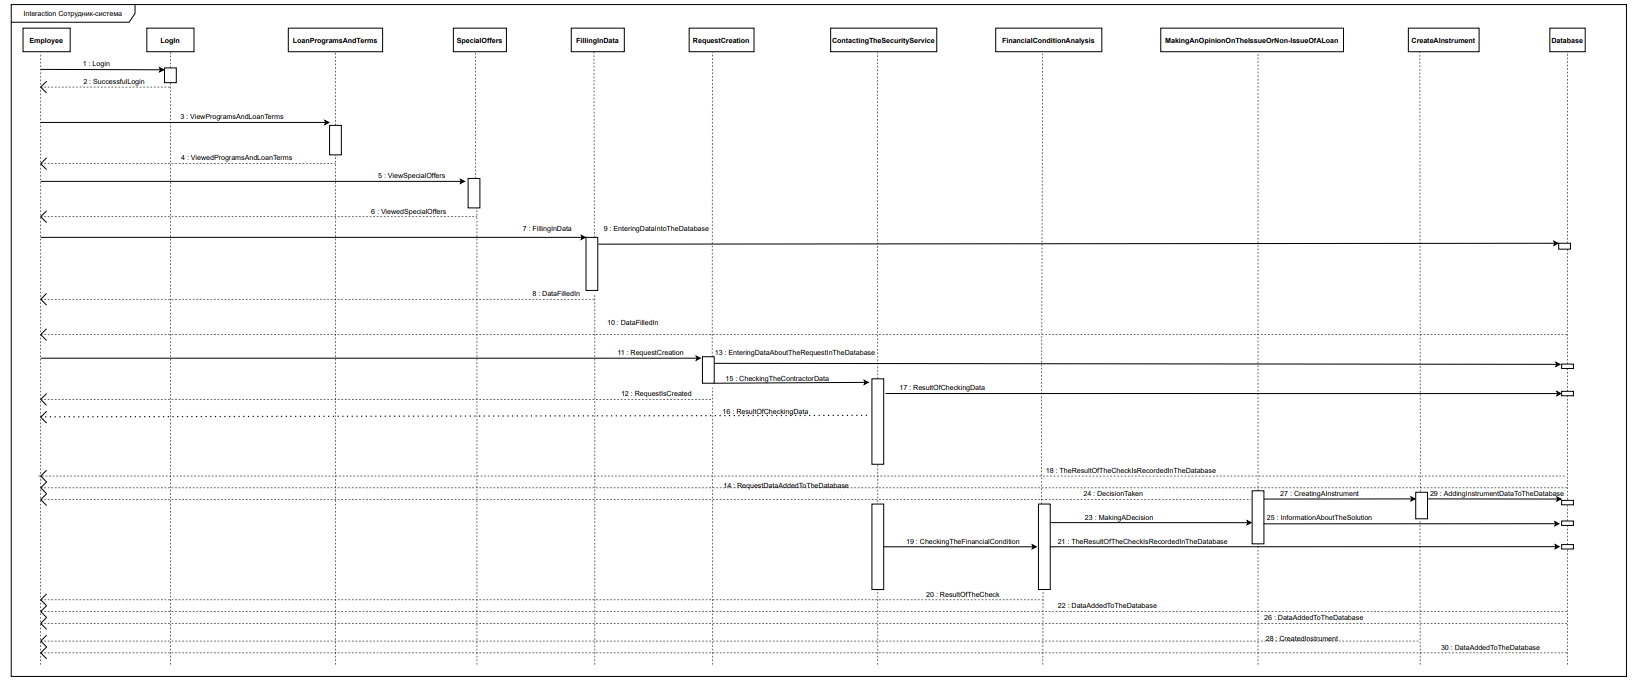 Interaction Сотрудник-система
Employee
LogIn
LoanProgramsAndTerms
SpecialOffers
FillingInData
RequestCreation
ContactingTheSecurityService
FinancialConditionAnalysis
MakingAnOpinionOnTheIssueOrNon-IssueOfALoan
CreateAInstrument
Database
1 : Login
2 : SuccessfulLogin
3 : ViewProgramsAndLoanTerms
4 : ViewedProgramsAndLoanTerms
5 : ViewSpecialOffers
6 : ViewedSpecialOffers
7 : FillingInData
9 : EnteringDataIntoTheDatabase
8 : DataFilledIn
10 : DataFilledIn
11 : RequestCreation
13 : EnteringDataAboutTheRequestInTheDatabase
15 : CheckingTheContractorData
17 : ResultOfCheckingData
12 : RequestIsCreated
16 : ResultOfCheckingData
18 : TheResultOfTheCheckIsRecordedInTheDatabase
14 : RequestDataAddedToTheDatabase
24 : DecisionTaken
27 : CreatingAInstrument
29 : AddingInstrumentDataToTheDatabase
23 : MakingADecision
25 : InformationAboutTheSolution
19 : CheckingTheFinancialCondition
21 : TheResultOfTheCheckIsRecordedInTheDatabase
20 : ResultOfTheCheck
22 : DataAddedToTheDatabase
26 : DataAddedToTheDatabase
28 : CreatedInstrument
30 : DataAddedToTheDatabase